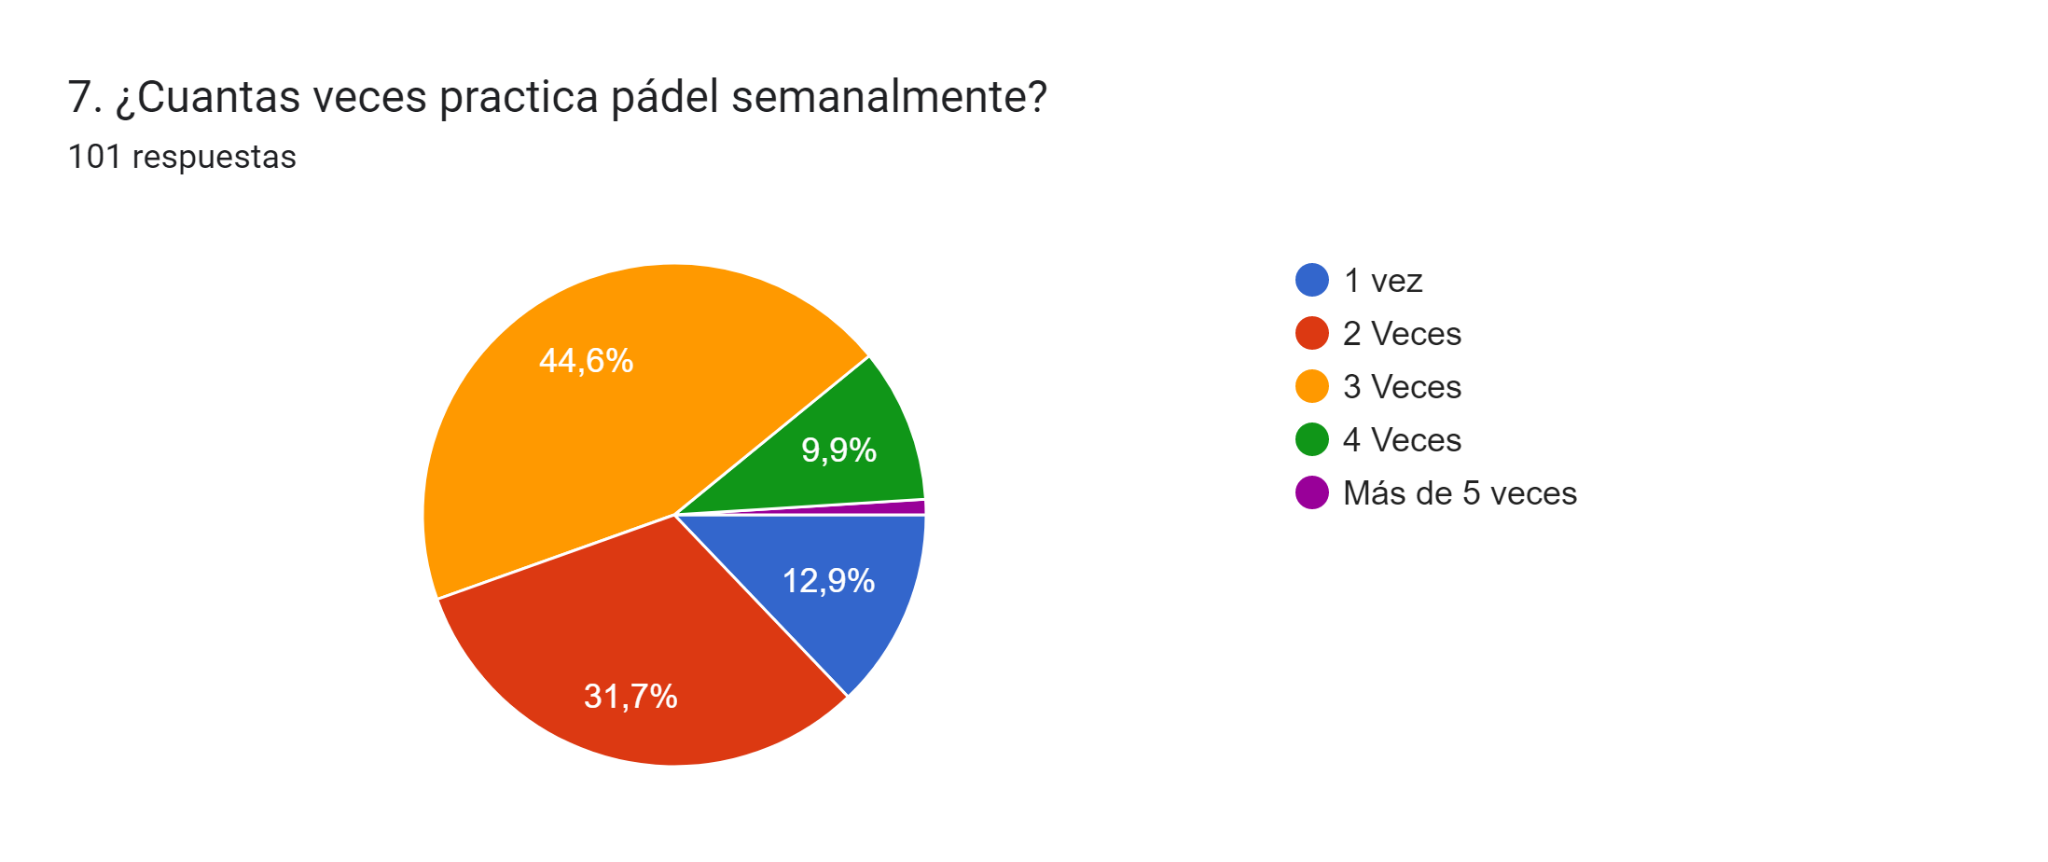 7. ¿Cuantas veces practica pádel semanalmente?
101 respuestas
44,6%
9,9%
12,9%
31,7%
1 vez
2 Veces
3 Veces
4 Veces
Más de 5 veces